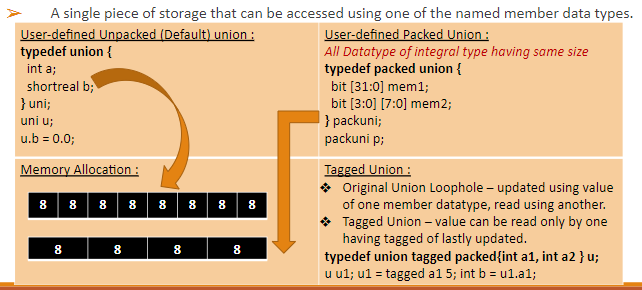 ➢ A single piece of storage that can be accessed using one of the named member data types.
User-defined Unpacked (Default) union :
typedef union {
int a;
shortreal b;
} uni;
uni u;
u.b = 0.0;
User-defined Packed Union :
All Datatype of integral type having same size
typedef packed union {
bit [31:0] mem1;
bit [3:0] [7:0] mem2;
} packuni;
packuni p;
Memory Allocation :
8 8 8 8 8 8 8 8
8 8 8 8
Tagged Union :
❖ Original Union Loophole – updated using value
of one member datatype, read using another.
❖ Tagged Union – value can be read only by one
having tagged of lastly updated.
typedef union tagged packed{int a1, int a2 } u;
u u1; u1 = tagged a1 5; int b = u1.a1;